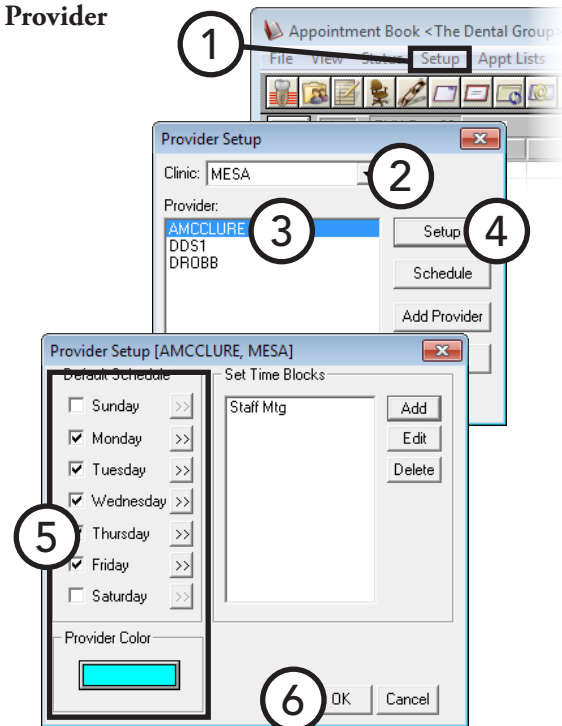 Provider
1
Appointment Book <The Dental Group>
File View Status Setup Appt Lists
Provider Setup
Clinic: MESA
2
Provider:
AMCCLURE
3
DDS1
DROBB
Setup
4
Schedule
Add Provider
Provider Setup [AMCCLURE, MESA]
Default Schedule
Set Time Blocks
Sunday >>
Monday >>
Tuesday >>
Wednesday >>
Thursday >>
Friday >>
Saturday >>
5
Staff Mtg
Add
Edit
Delete
Provider Color
6
OK
Cancel